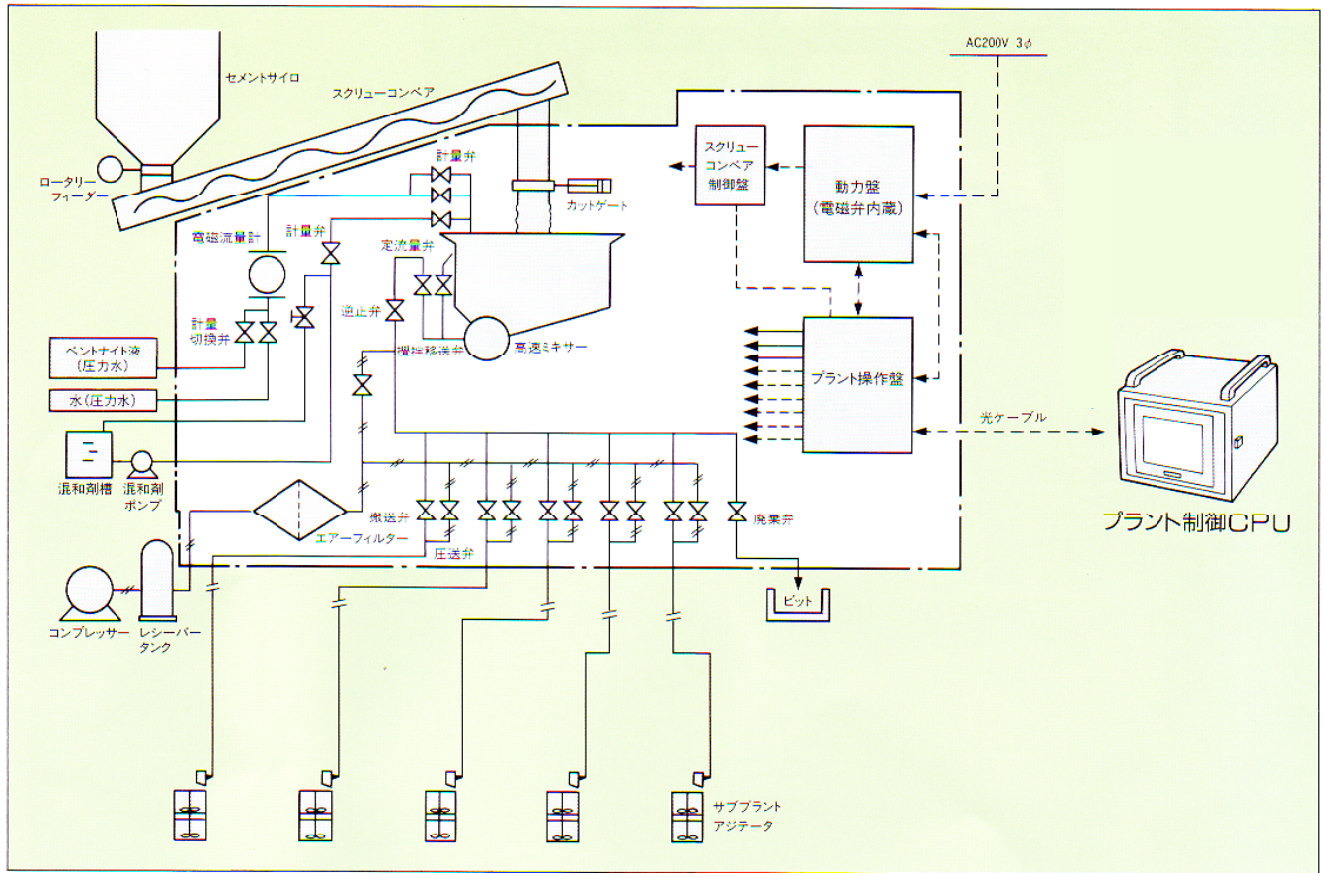 AC200V 3φ
セメントサイロ
スクリューコンベア
ロータリー
フィーダー
計量弁
カットゲート
スクリュー
コンベア
制御盤
動力盤
(電磁弁内蔵)
電磁流量計
計量弁
定流量弁
逆止弁
計量
切換弁
攪拌移送弁
高速ミキサー
ベントナイト液
(圧力水)
水(圧力水)
プラント操作盤
光ケーブル
混和剤槽
混和剤
ポンプ
プラント制御CPU
搬送弁
廃棄弁
エアーフィルター
圧送弁
ピット
コンプレッサー
レシーバー
タンク
サブプラント
アジテータ